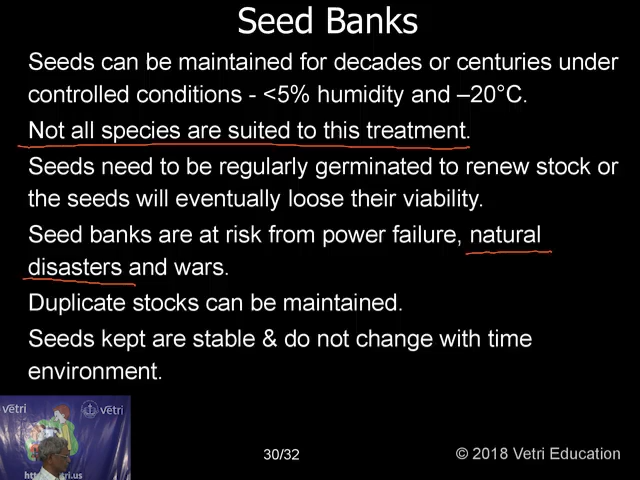 Seed Banks
Seeds can be maintained for decades or centuries under
controlled conditions - <5% humidity and –20°C.
Not all species are suited to this treatment.
Seeds need to be regularly germinated to renew stock or
the seeds will eventually loose their viability.
Seed banks are at risk from power failure, natural
disasters and wars.
Duplicate stocks can be maintained.
Seeds kept are stable & do not change with time
environment.
vetri
vetri
30/32
© 2018 Vetri Education